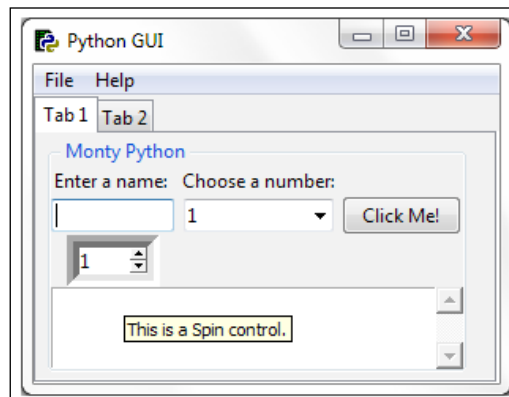 Python GUI
File Help
Tab 1 Tab 2
Monty Python
Enter a name: Choose a number:
1 Click Me!
1
This is a Spin control.